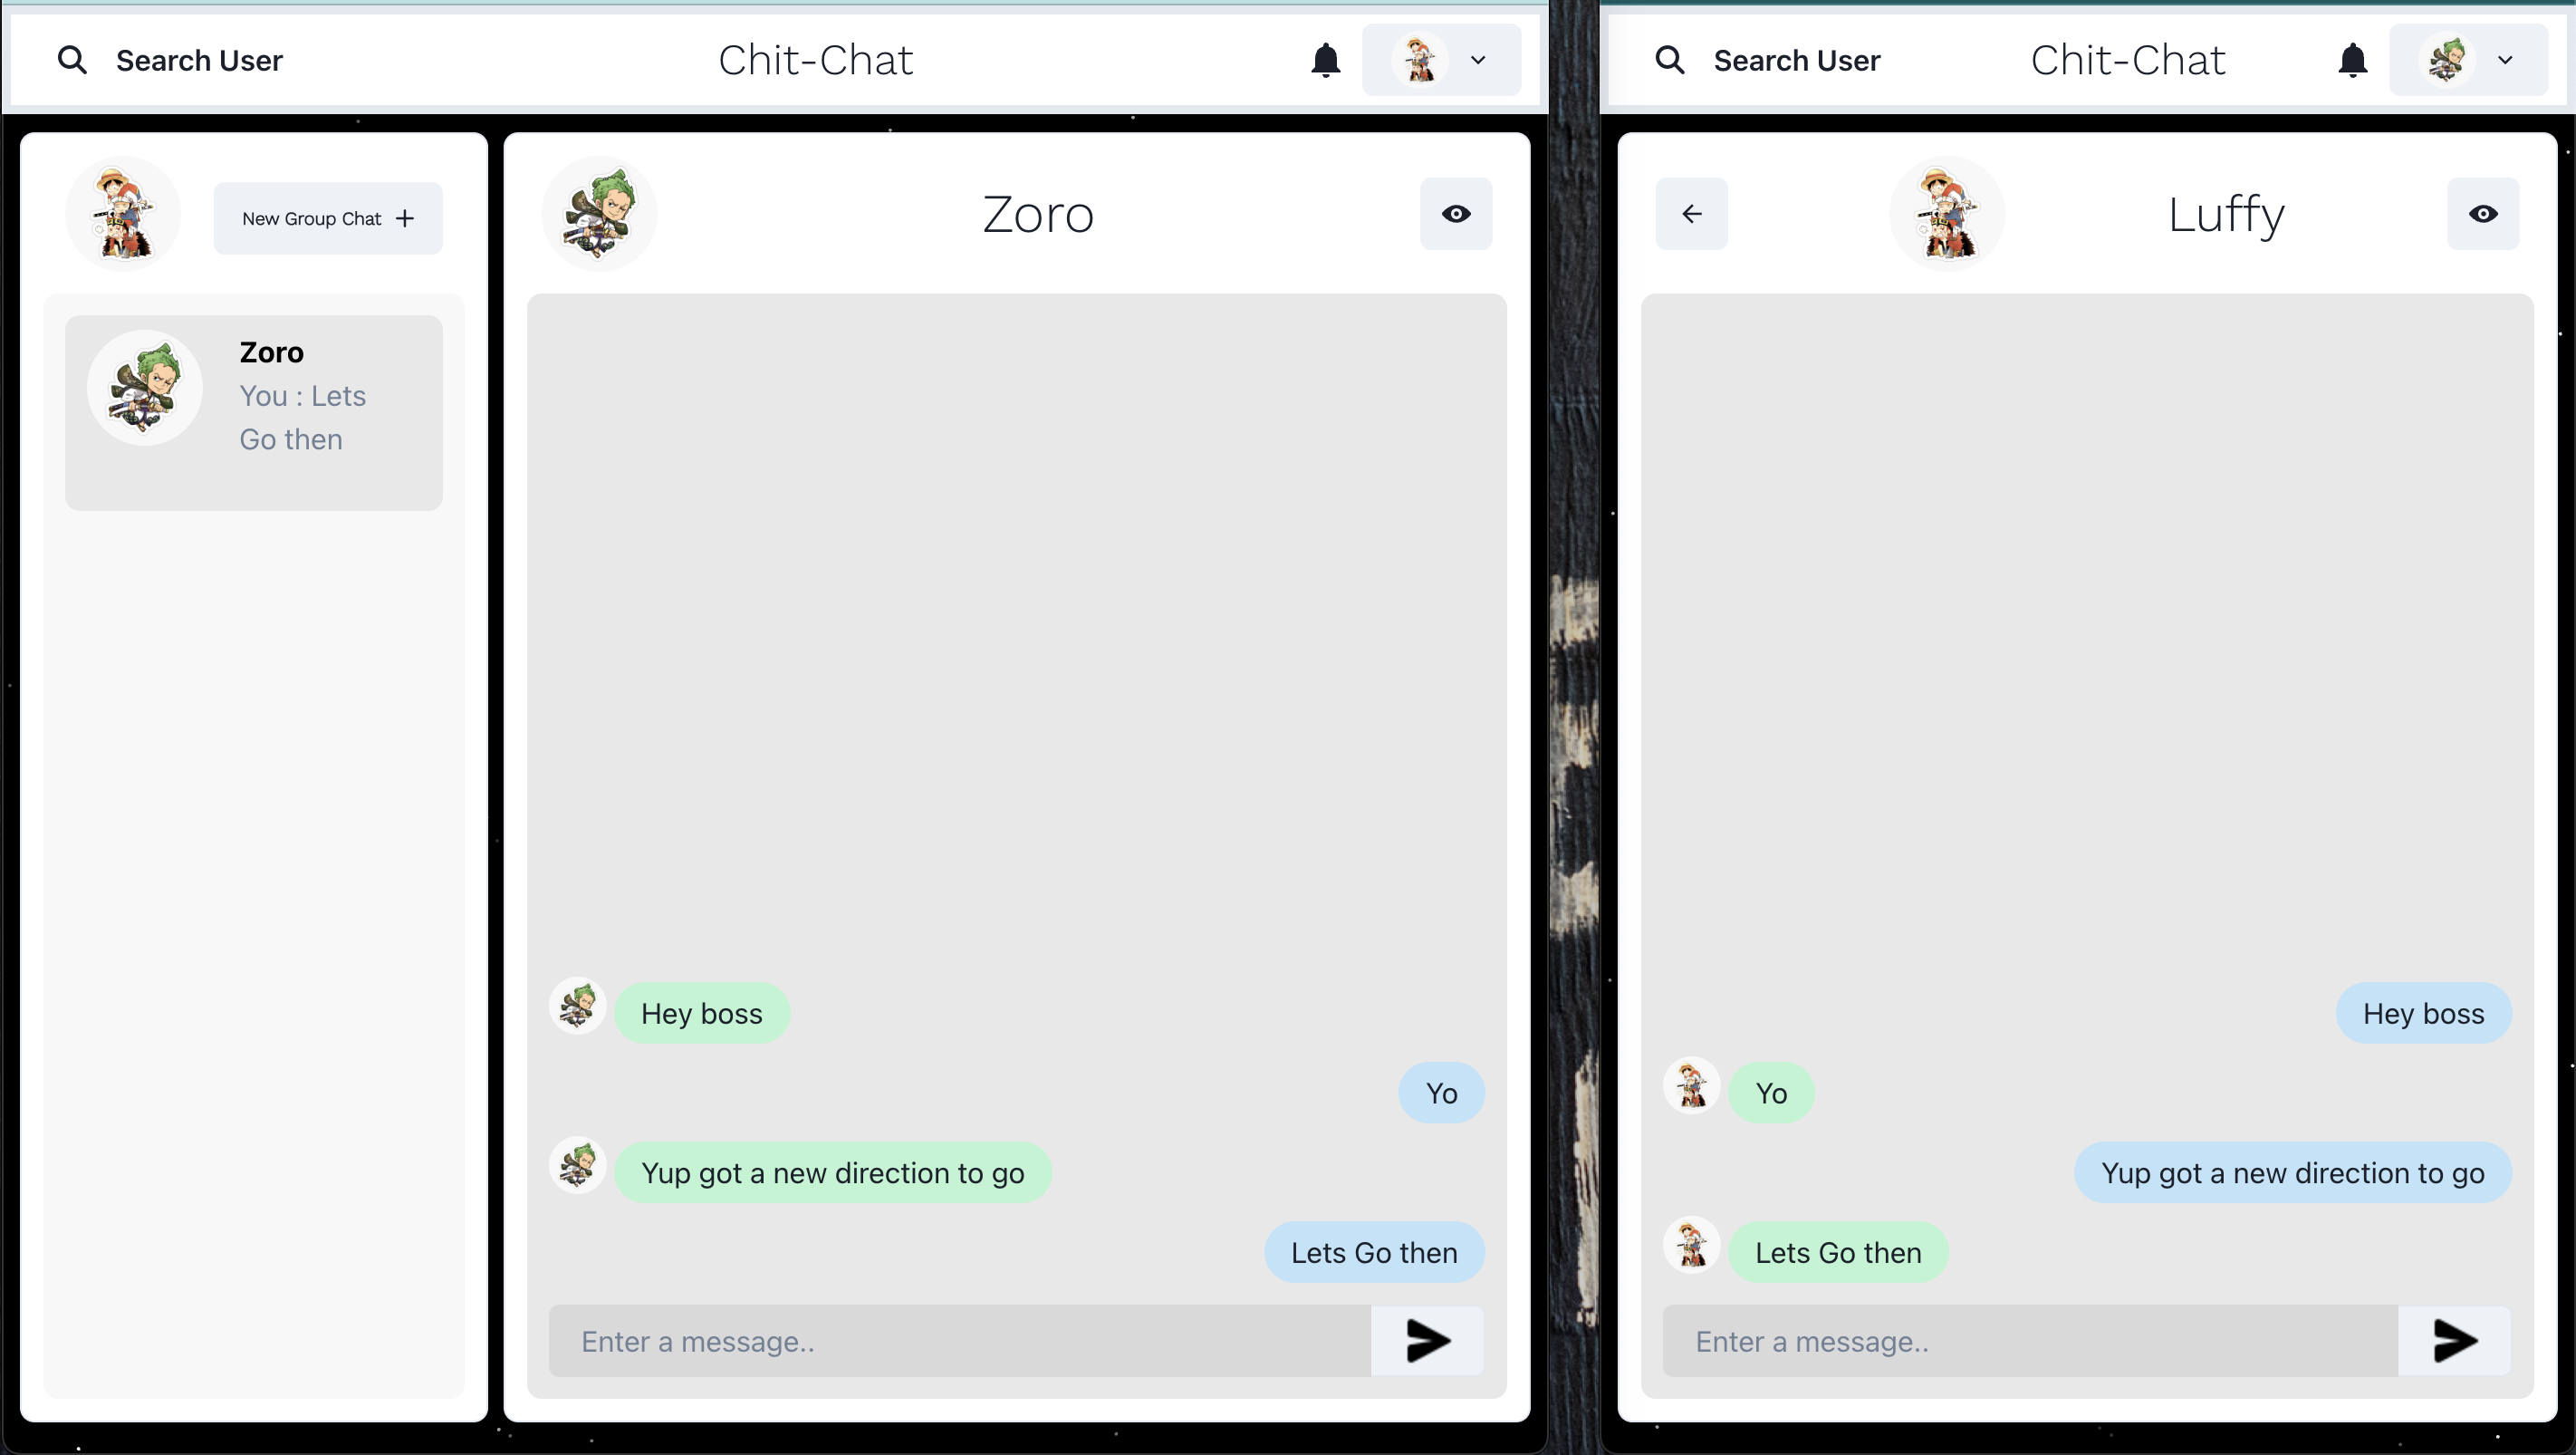 Search User
Chit-Chat
New Group Chat +
Zoro
You : Lets
Go then
Zoro
Hey boss
Yo
Yup got a new direction to go
Lets Go then
Enter a message..
Search User
Chit-Chat
Luffy
Hey boss
Yo
Yup got a new direction to go
Lets Go then
Enter a message..